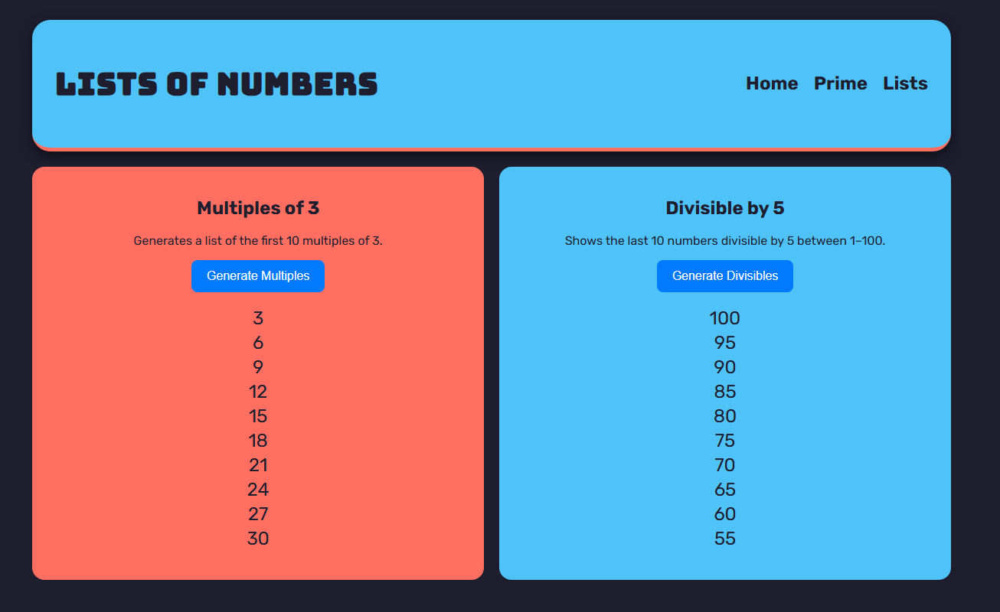 LISTS OF NUMBERS
Home Prime Lists
Multiples of 3
Generates a list of the first 10 multiples of 3.
Generate Multiples
3
6
9
12
15
18
21
24
27
30
Divisible by 5
Shows the last 10 numbers divisible by 5 between 1–100.
Generate Divisibles
100
95
90
85
80
75
70
65
60
55